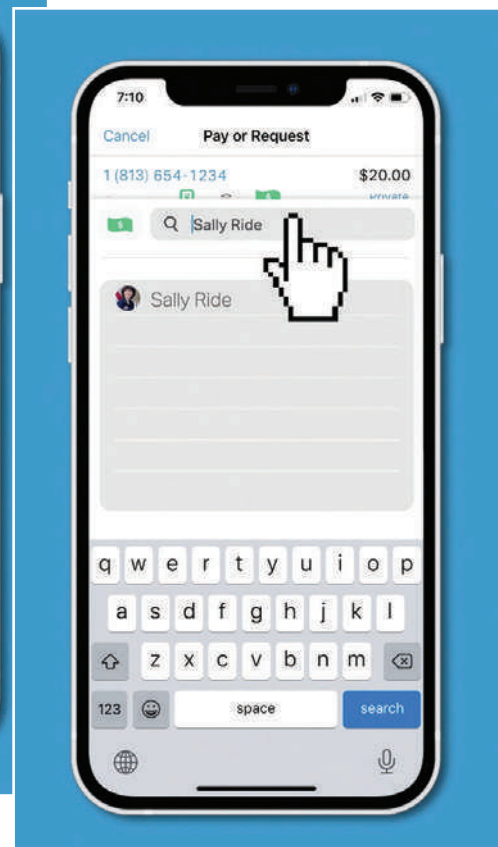 7:10
Cancel Pay or Request
1 (813) 654-1234 $20.00
Private
$ Sally Ride
Sally Ride
q w e r t y u i o p
a s d f g h j k l
z x c v b n m
123 space search